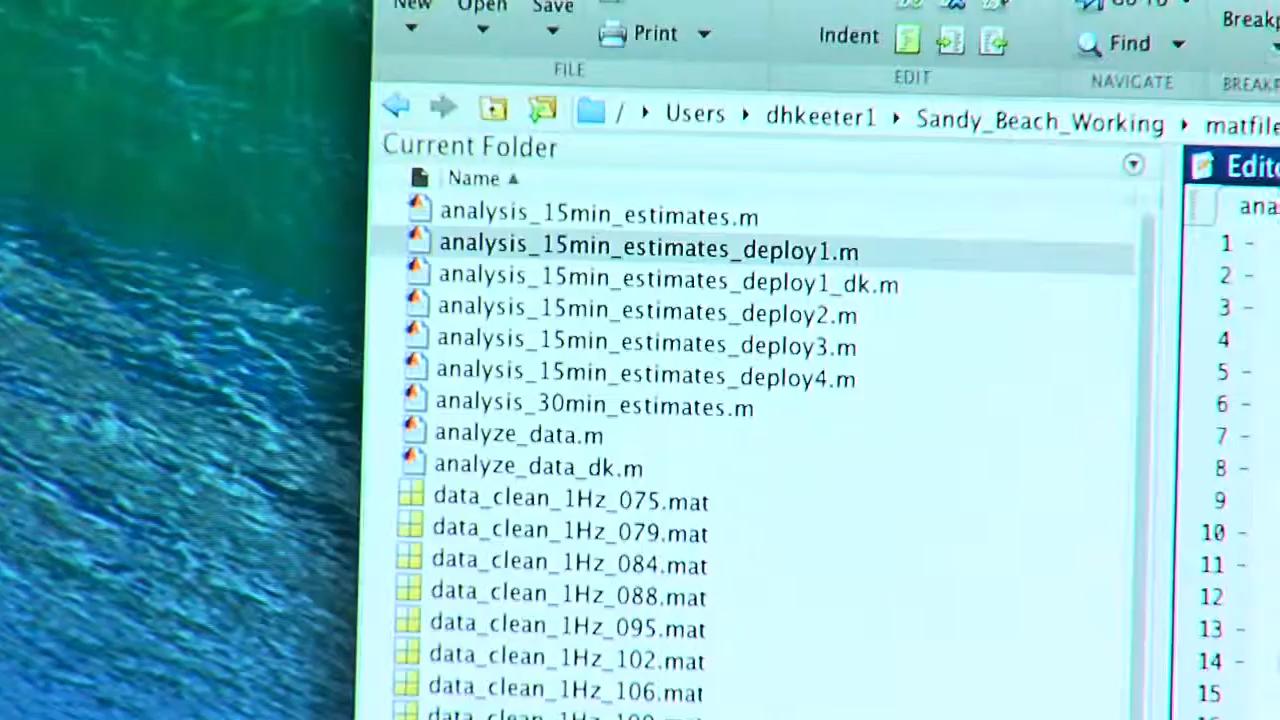 New Open Save
Print
Indent
Go To
Find
FILE
EDIT
NAVIGATE
/ Users dhkeeter1 Sandy_Beach_Working
Current Folder
Name
analysis_15min_estimates.m
analysis_15min_estimates_deploy1.m
analysis_15min_estimates_deploy1_dk.m
analysis_15min_estimates_deploy2.m
analysis_15min_estimates_deploy3.m
analysis_15min_estimates_deploy4.m
analysis_30min_estimates.m
analyze_data.m
analyze_data_dk.m
data_clean_1Hz_075.mat
data_clean_1Hz_079.mat
data_clean_1Hz_084.mat
data_clean_1Hz_088.mat
data_clean_1Hz_095.mat
data_clean_1Hz_102.mat
data_clean_1Hz_106.mat
1 -
2 -
3 -
4
5 -
6 -
7 -
8 -
9
10 -
11 -
12
13 -
14 -
15